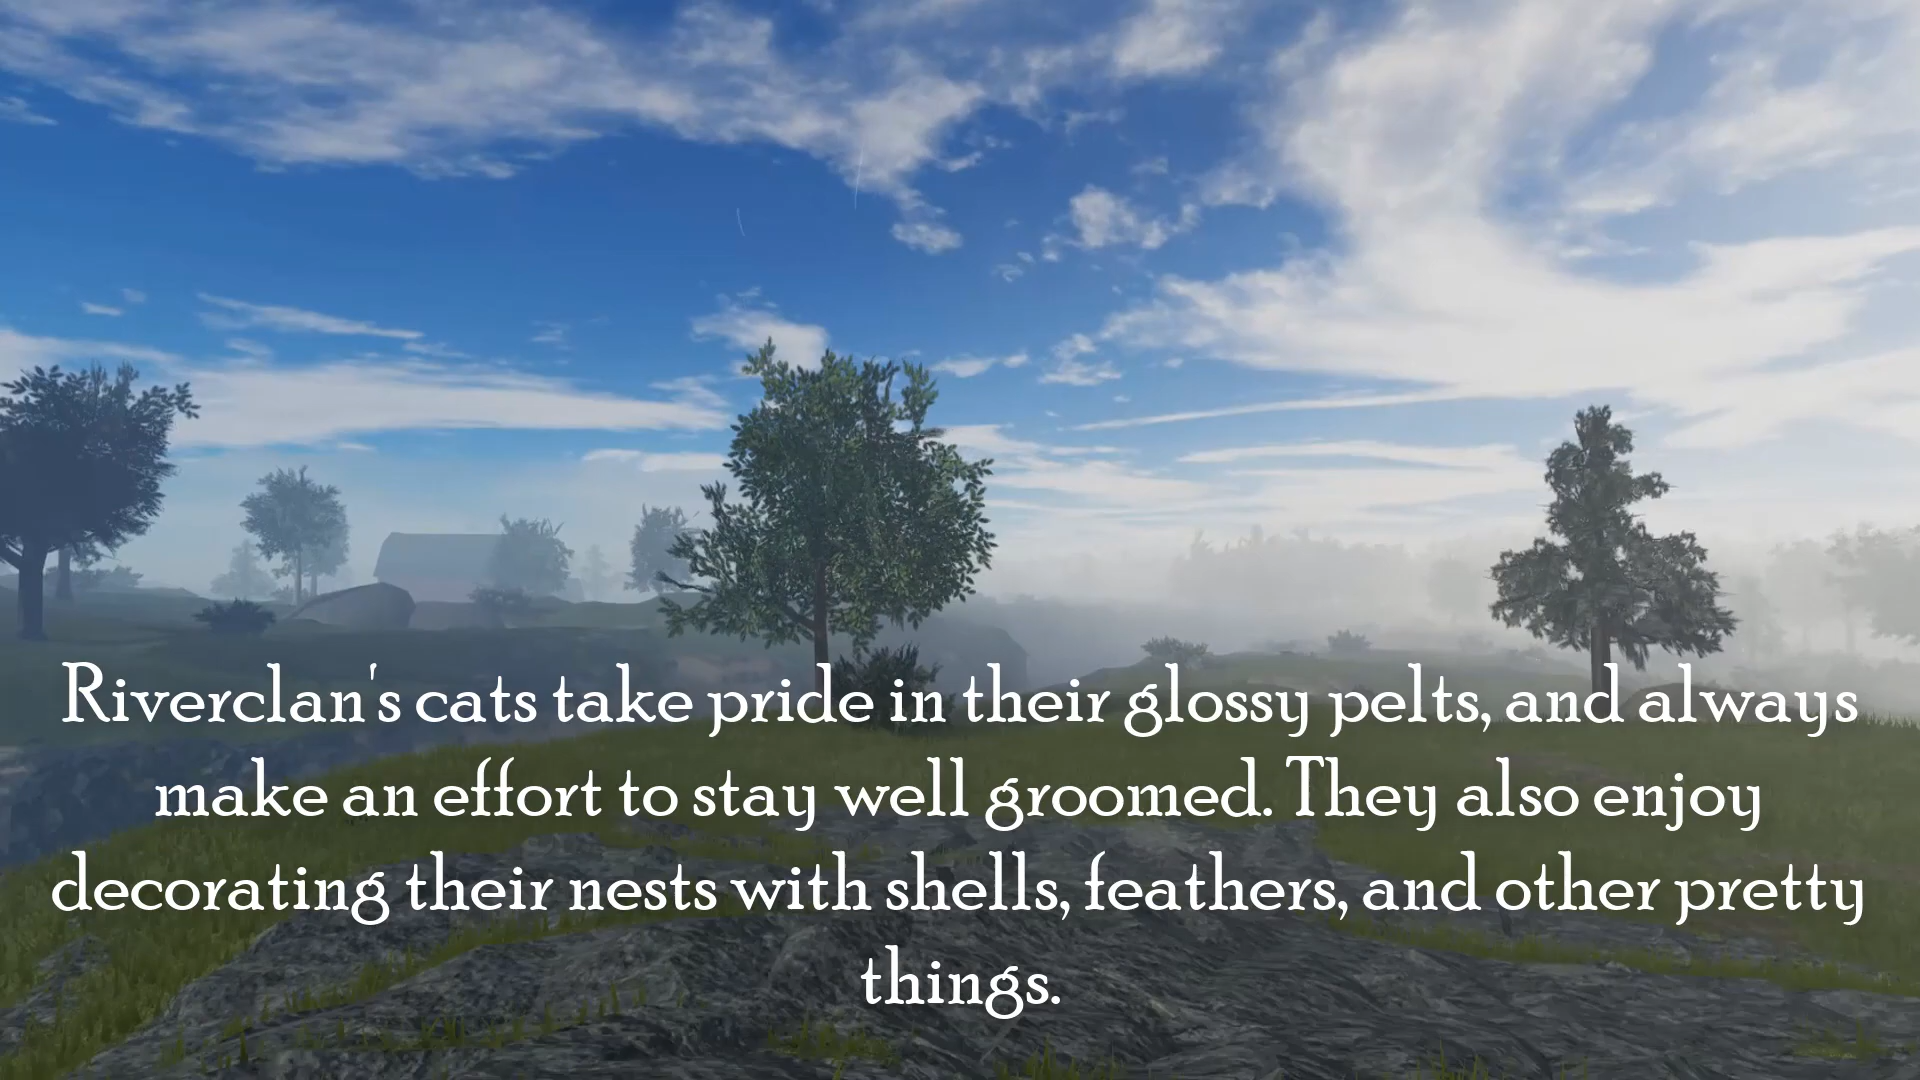 Riverclan's cats take pride in their glossy pelts, and always
make an effort to stay well groomed. They also enjoy
decorating their nests with shells, feathers, and other pretty
things.